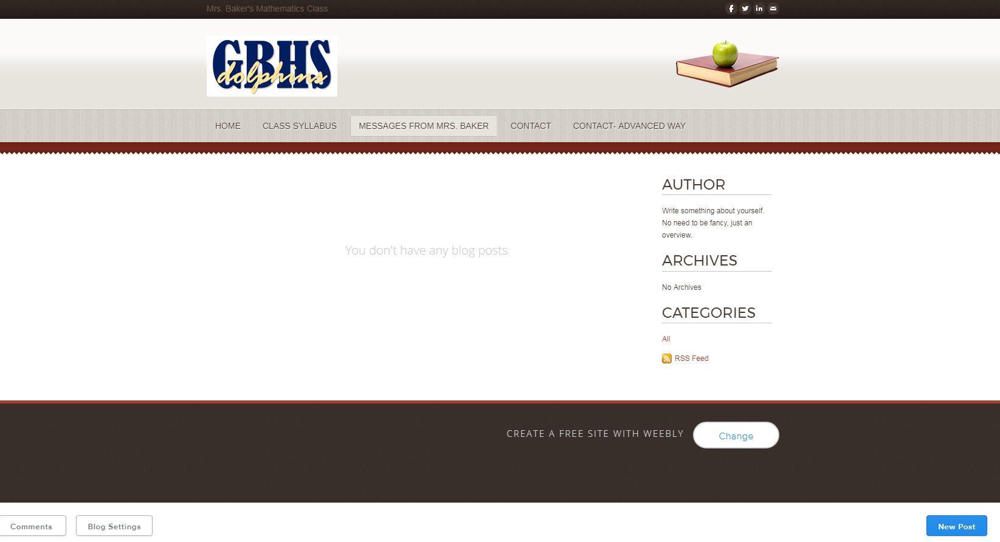 Mrs. Baker's Mathematics Class
GBHS
dolphins
HOME CLASS SYLLABUS MESSAGES FROM MRS. BAKER CONTACT CONTACT- ADVANCED WAY
You don't have any blog posts
AUTHOR
Write something about yourself.
No need to be fancy, just an
overview.
ARCHIVES
No Archives
CATEGORIES
All
RSS Feed
CREATE A FREE SITE WITH WEEBLY Change
Comments Blog Settings New Post